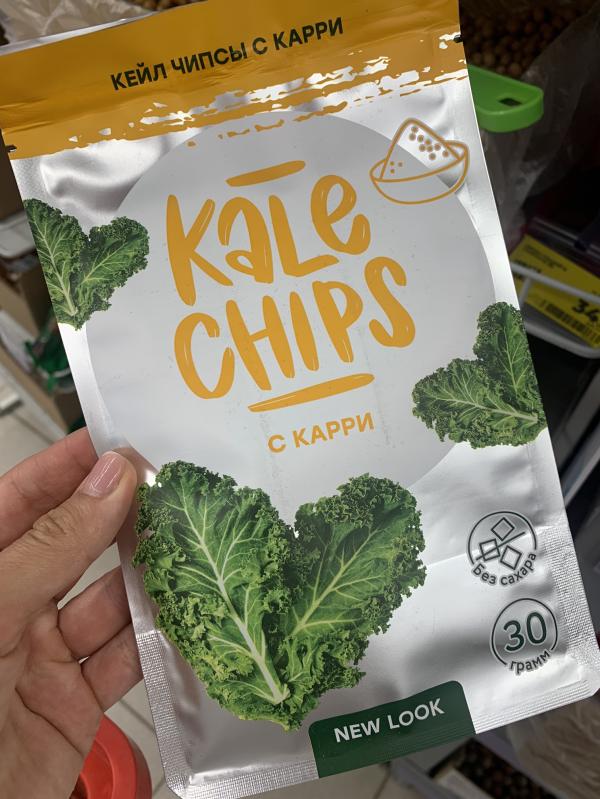 КЕЙЛ ЧИПСЫ С КАРРИ
KALE
CHIPS
С КАРРИ
Без сахара
30
грамм
NEW LOOK